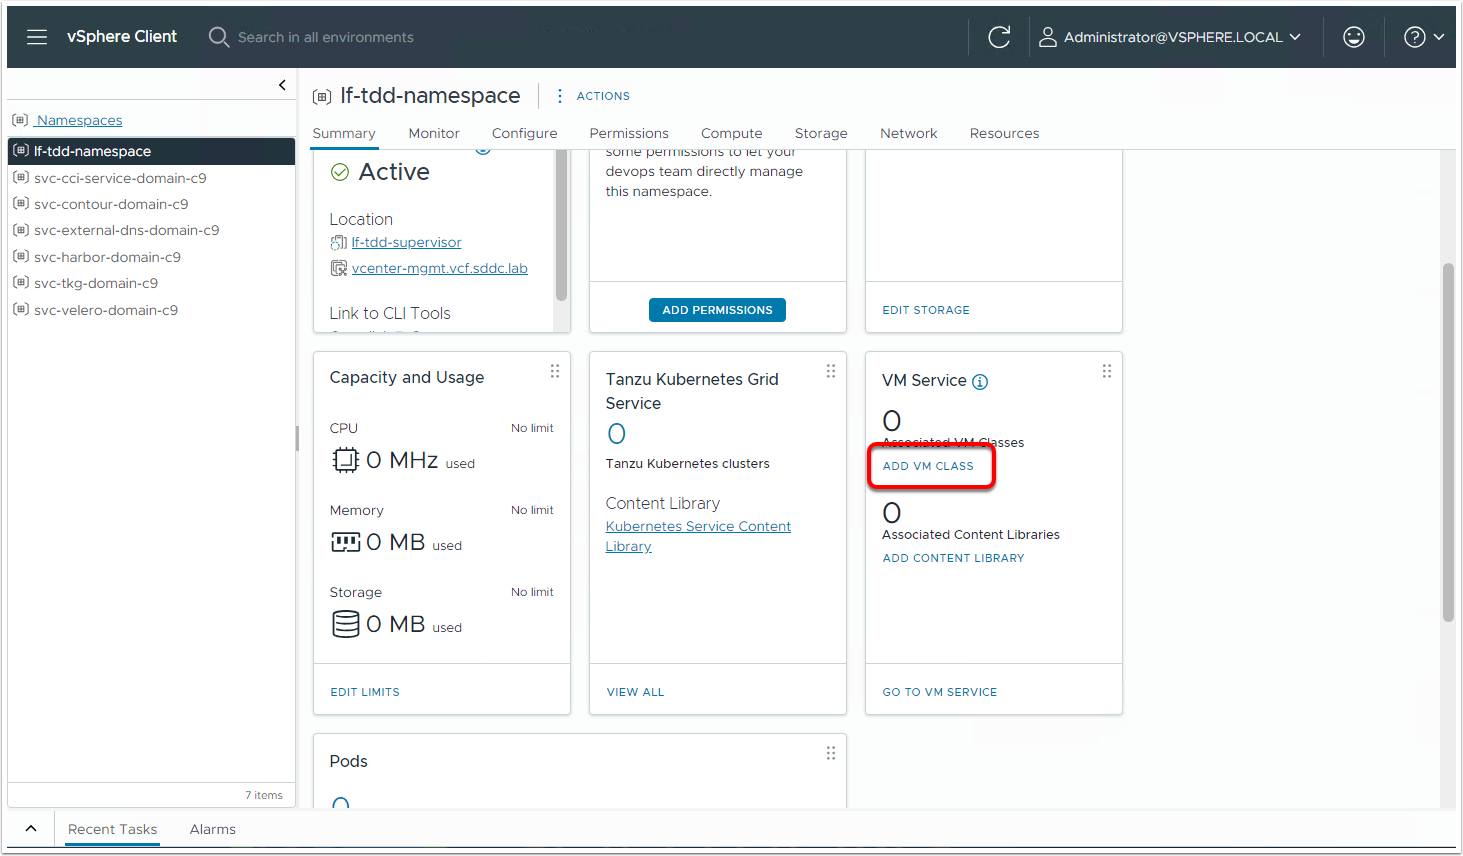 vSphere Client
Search in all environments
Administrator@VSPHERE.LOCAL
Namespaces
lf-tdd-namespace
svc-cci-service-domain-c9
svc-contour-domain-c9
svc-external-dns-domain-c9
svc-harbor-domain-c9
svc-tkg-domain-c9
svc-velero-domain-c9
7 items
lf-tdd-namespace
ACTIONS
Summary Monitor Configure Permissions Compute Storage Network Resources
Active
Location
lf-tdd-supervisor
vcenter-mgmt.vcf.sddc.lab
Link to CLI Tools
some permissions to let your
devops team directly manage
this namespace.
ADD PERMISSIONS
EDIT STORAGE
Capacity and Usage
CPU No limit
0 MHz used
Memory No limit
0 MB used
Storage No limit
0 MB used
EDIT LIMITS
Tanzu Kubernetes Grid
Service
0
Tanzu Kubernetes clusters
Content Library
Kubernetes Service Content
Library
VIEW ALL
VM Service
0
Associated VM Classes
ADD VM CLASS
0
Associated Content Libraries
ADD CONTENT LIBRARY
GO TO VM SERVICE
Pods
0
Recent Tasks Alarms